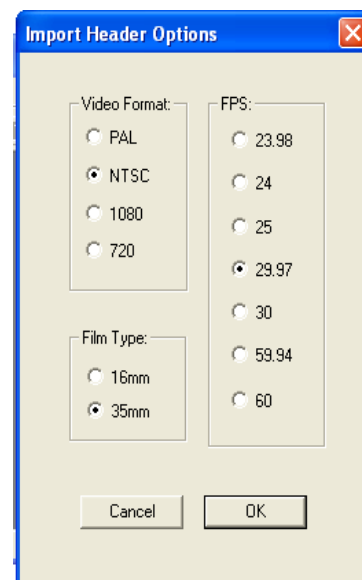 Import Header Options
Video Format:
PAL
NTSC
1080
720
Film Type:
16mm
35mm
FPS:
23.98
24
25
29.97
30
59.94
60
Cancel
OK